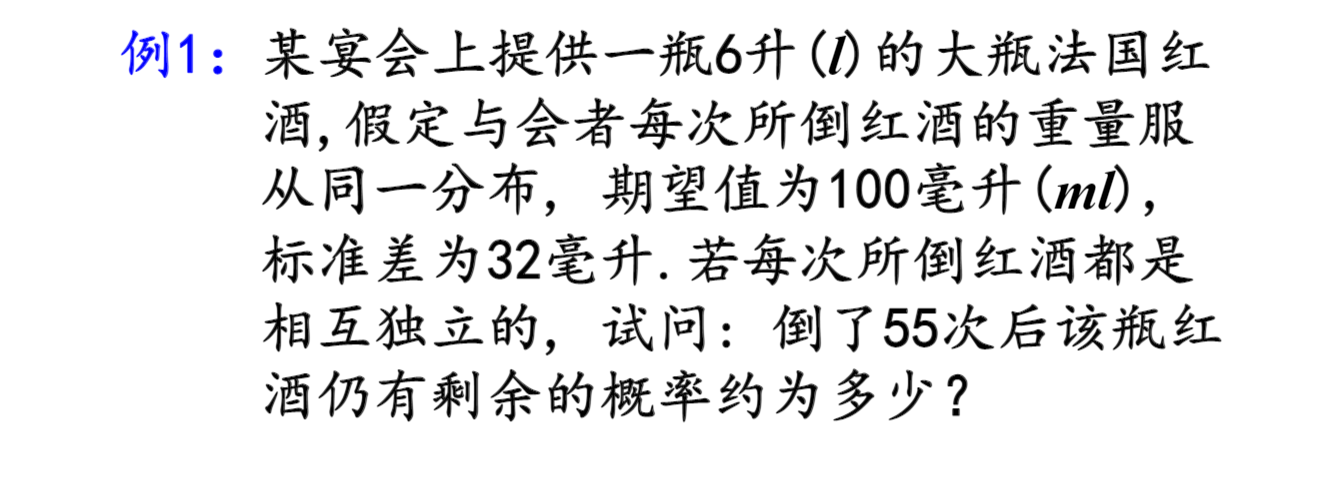 例1：某宴会上提供一瓶6升(l)的大瓶法国红
酒,假定与会者每次所倒红酒的重量服
从同一分布，期望值为100毫升(ml)，
标准差为32毫升.若每次所倒红酒都是
相互独立的，试问：倒了55次后该瓶红
酒仍有剩余的概率约为多少？